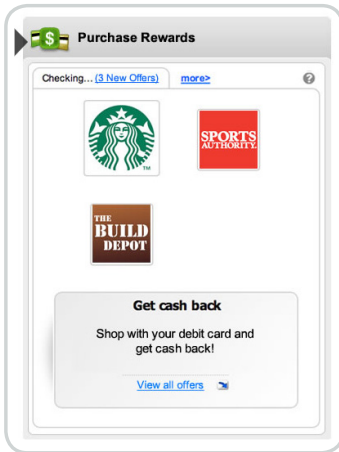 $ Purchase Rewards
Checking... (3 New Offers) more> ?
TM
SPORTS
AUTHORITY.
THE
BUILD
DEPOT
Get cash back
Shop with your debit card and
get cash back!
View all offers